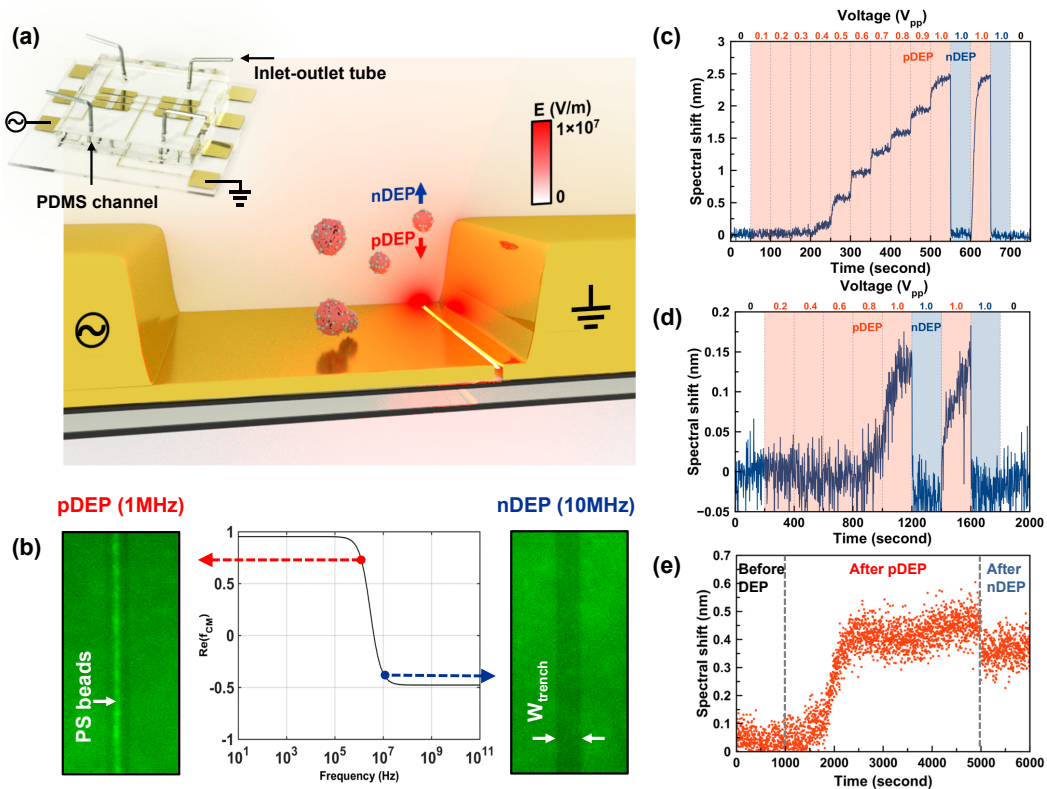 (a)
Inlet-outlet tube
PDMS channel
E (V/m)
1×10⁷
0
nDEP
pDEP
(b)
pDEP (1MHz)
nDEP (10MHz)
PS beads
1
0.5
0
-0.5
-1
Re(f_CM)
10¹ 10³ 10⁵ 10⁷ 10⁹ 10¹¹
Frequency (Hz)
W_trench
(c)
Voltage (V_pp)
0 0.1 0.2 0.3 0.4 0.5 0.6 0.7 0.8 0.9 1.0 1.0 1.0 1.0 0
pDEP nDEP
3.0
2.5
2.0
1.5
1.0
0.5
0
Spectral shift (nm)
0 100 200 300 400 500 600 700
Time (second)
(d)
Voltage (V_pp)
0 0.2 0.4 0.6 0.8 1.0 1.0 1.0 1.0 0
pDEP nDEP
0.2
0.15
0.10
0.05
0
−0.05
Spectral shift (nm)
0 400 800 1200 1600 2000
Time (second)
(e)
Before
DEP
After pDEP
After
nDEP
0.7
0.6
0.5
0.4
0.3
0.2
0.1
0
Spectral shift (nm)
0 1000 2000 3000 4000 5000 6000
Time (second)